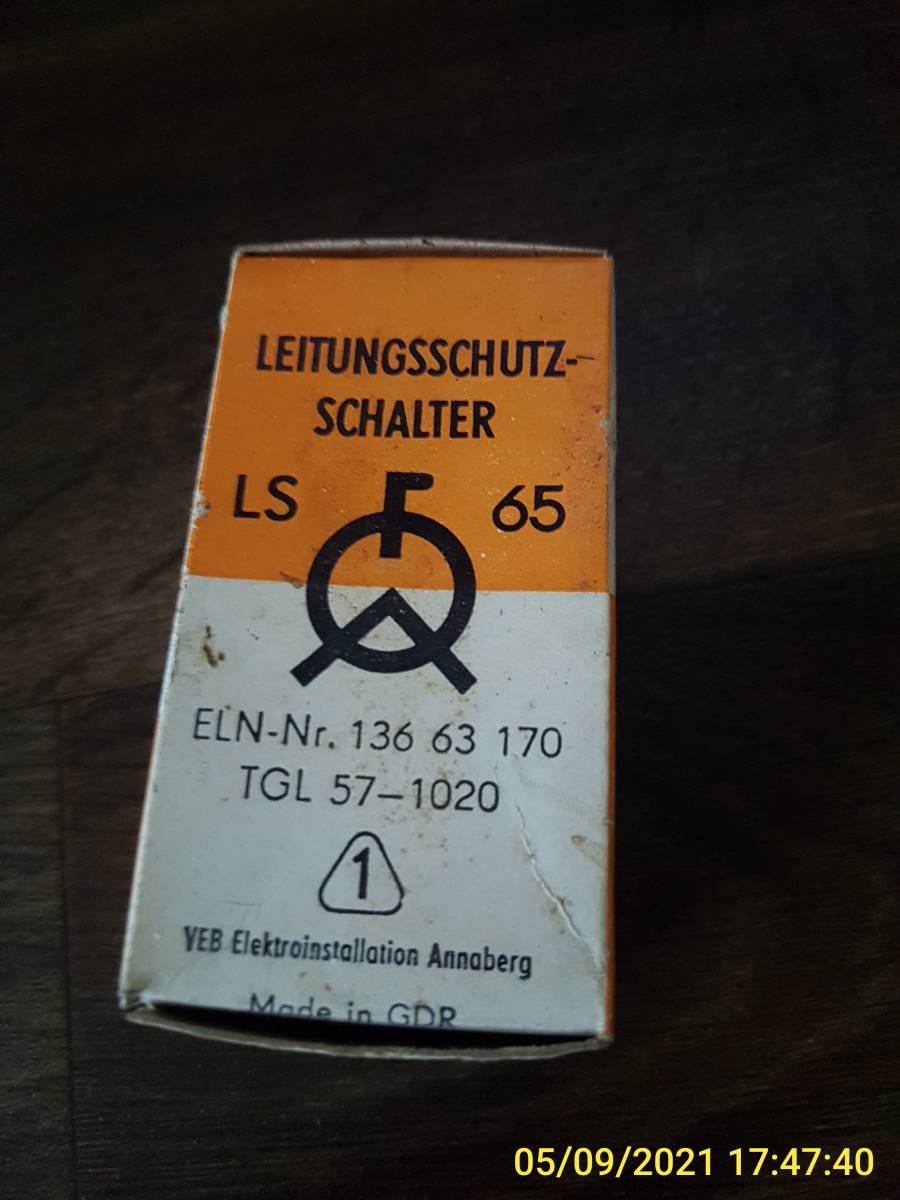 LEITUNGSSCHUTZ-
SCHALTER
LS 65
ELN-Nr. 136 63 170
TGL 57-1020
1
VEB Elektroinstallation Annaberg
Made in GDR
05/09/2021 17:47:40